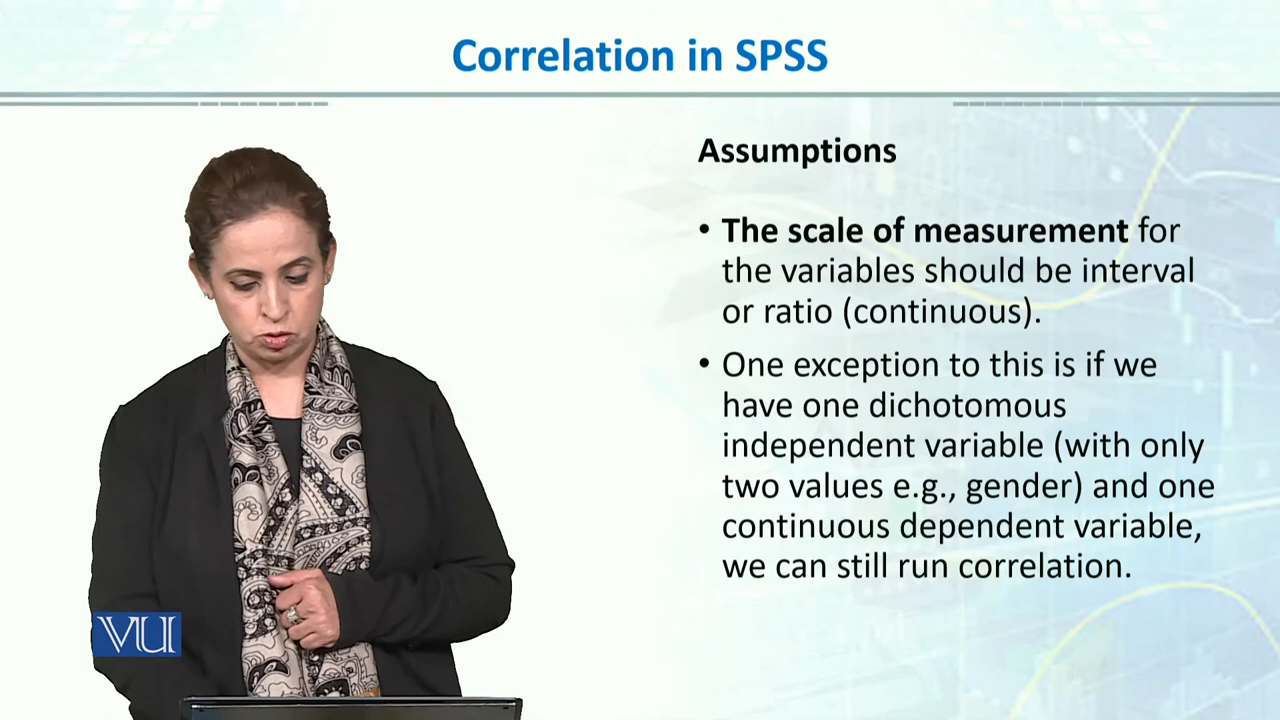 Correlation in SPSS
Assumptions
• The scale of measurement for
the variables should be interval
or ratio (continuous).
• One exception to this is if we
have one dichotomous
independent variable (with only
two values e.g., gender) and one
continuous dependent variable,
we can still run correlation.
VU